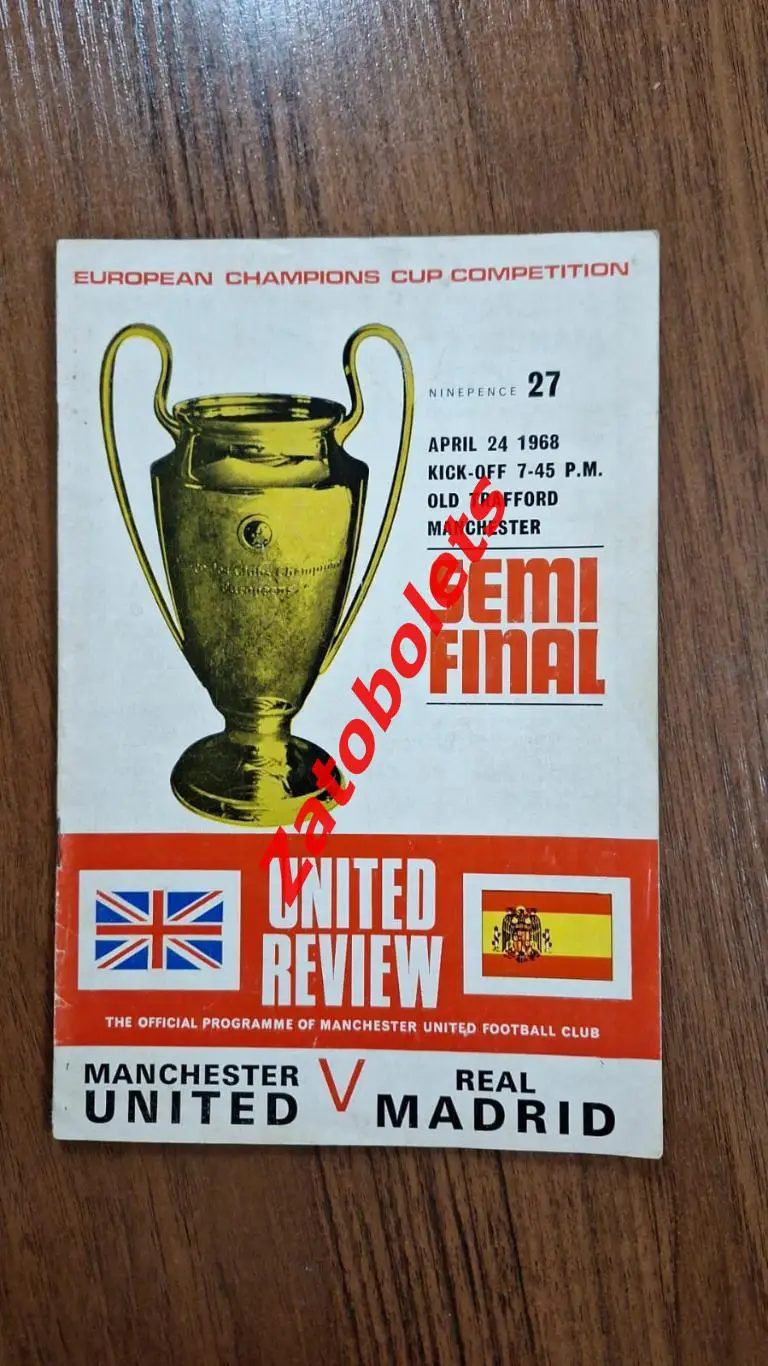 EUROPEAN CHAMPIONS CUP COMPETITION
NINEPENCE 27
APRIL 24 1968
KICK-OFF 7-45 P.M.
OLD TRAFFORD
MANCHESTER
SEMI
FINAL
Zatobolets
UNITED
REVIEW
THE OFFICIAL PROGRAMME OF MANCHESTER UNITED FOOTBALL CLUB
MANCHESTER
UNITED
V
REAL
MADRID